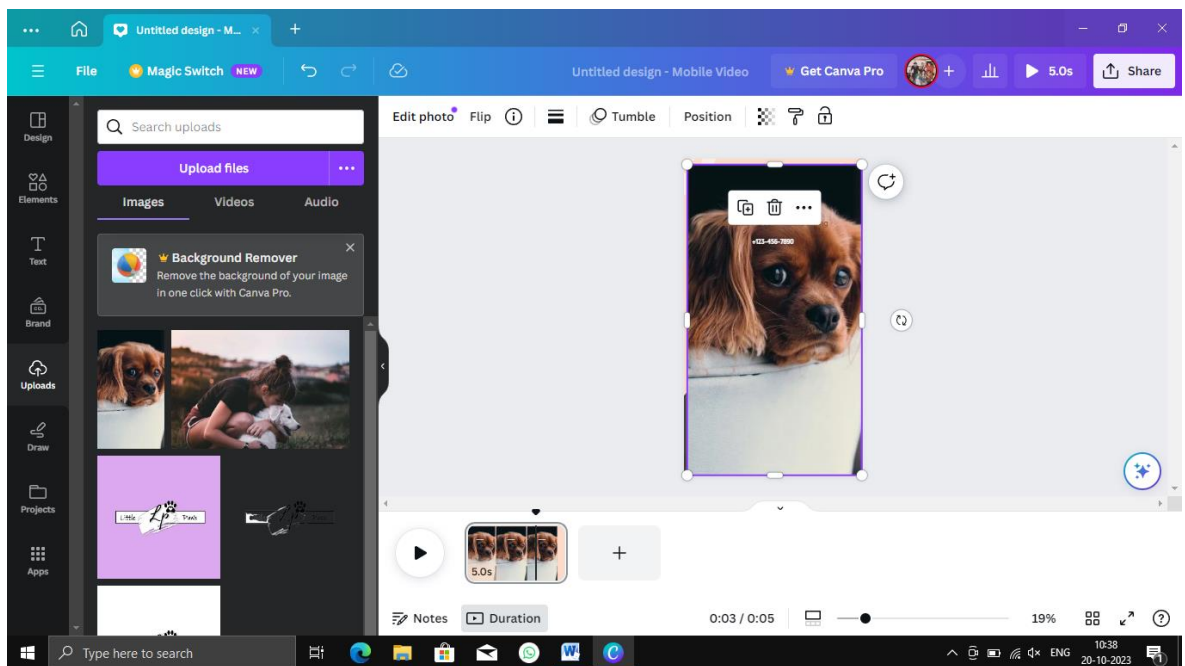 Untitled design - M...
File
Magic Switch NEW
Untitled design - Mobile Video
Get Canva Pro
5.0s
Share
Design
Elements
Text
Brand
Uploads
Draw
Projects
Apps
Search uploads
Upload files
Images Videos Audio
Background Remover
Remove the background of your image
in one click with Canva Pro.
Little Lp Paws
Edit photo Flip Tumble Position
+123-456-7890
5.0s
Notes Duration 0:03 / 0:05 19%
Type here to search
ENG
10:38
20-10-2023